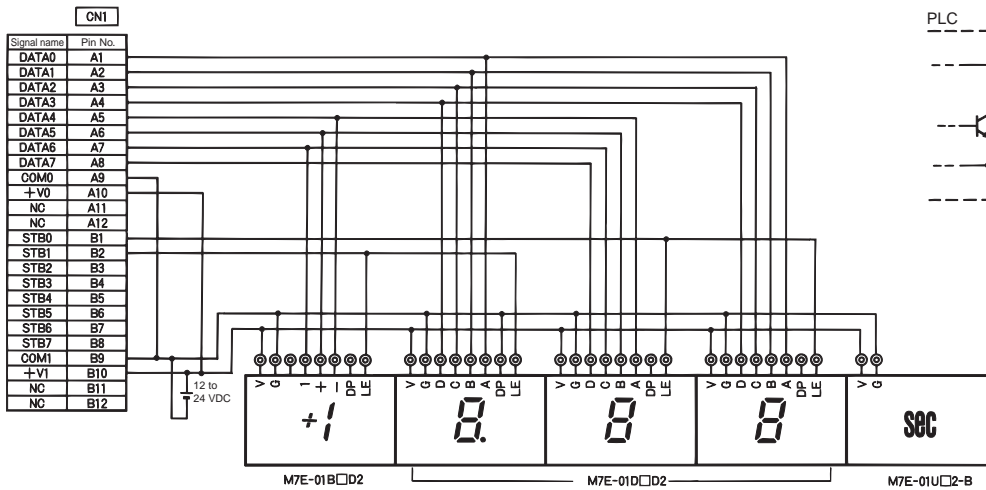 CN1
PLC
Signal name Pin No.
DATA0 A1
DATA1 A2
DATA2 A3
DATA3 A4
DATA4 A5
DATA5 A6
DATA6 A7
DATA7 A8
COM0 A9
+V0 A10
NC A11
NC A12
STB0 B1
STB1 B2
STB2 B3
STB3 B4
STB4 B5
STB5 B6
STB6 B7
STB7 B8
COM1 B9
+V1 B10
NC B11
NC B12
12 to
24 VDC
V G 1 + − DP LE
V G D C B A DP LE
V G D C B A DP LE
V G D C B A DP LE
V G
+1 8. 8 8 sec
M7E-01B□D2 M7E-01D□D2 M7E-01U□2-B